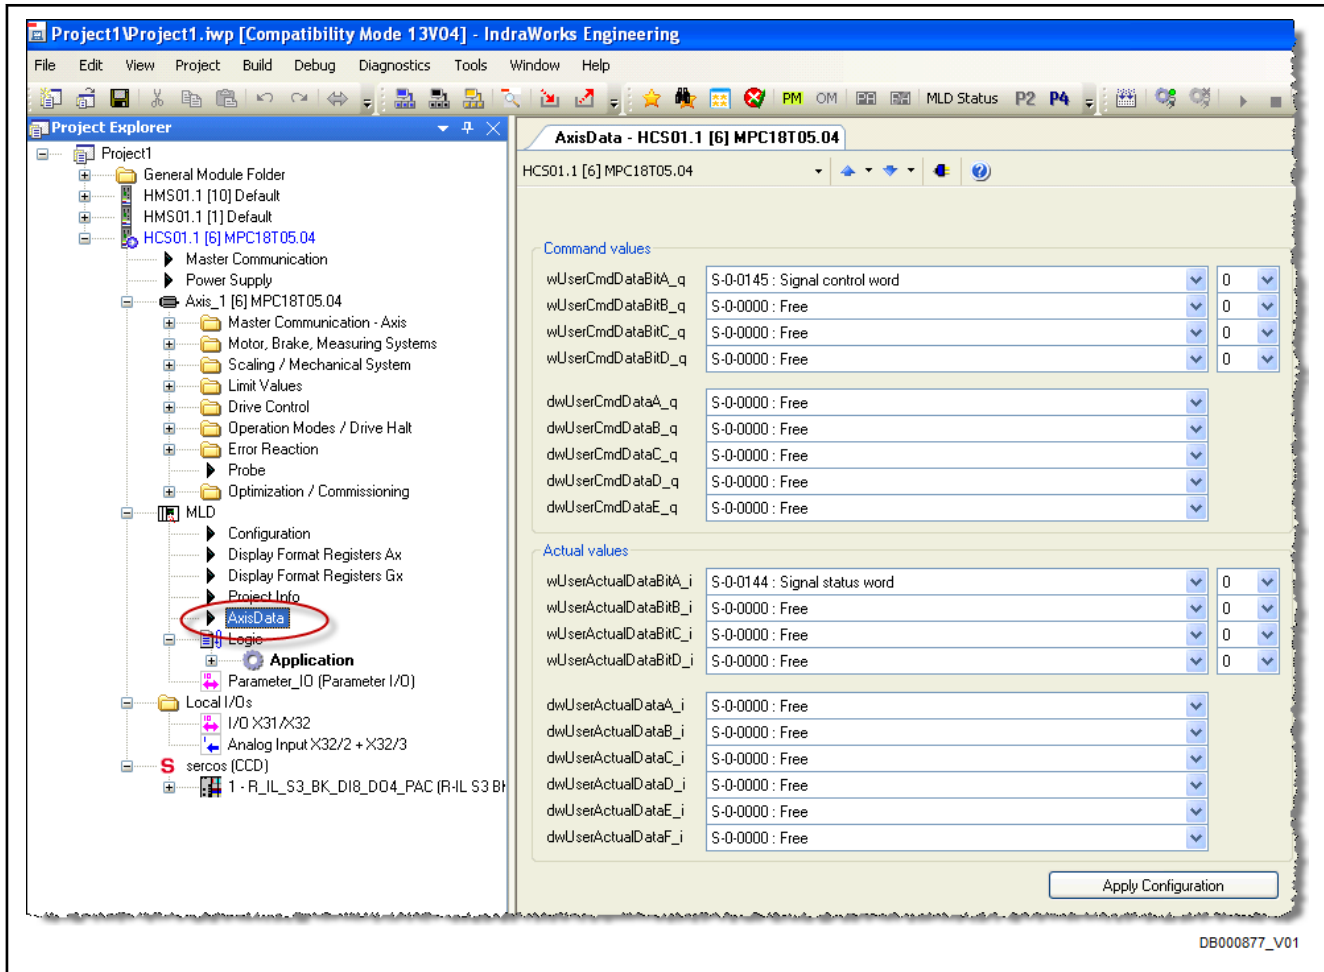 Project1\Project1.iwp [Compatibility Mode 13V04] - IndraWorks Engineering
File Edit View Project Build Debug Diagnostics Tools Window Help
PM OM MLD Status P2 P4
Project Explorer
Project1
General Module Folder
HMS01.1 [10] Default
HMS01.1 [1] Default
HCS01.1 [6] MPC18T05.04
Master Communication
Power Supply
Axis_1 [6] MPC18T05.04
Master Communication - Axis
Motor, Brake, Measuring Systems
Scaling / Mechanical System
Limit Values
Drive Control
Operation Modes / Drive Halt
Error Reaction
Probe
Optimization / Commissioning
MLD
Configuration
Display Format Registers Ax
Display Format Registers Gx
Project Info
AxisData
Logic
Application
Parameter_IO (Parameter I/O)
Local I/Os
I/O X31/X32
Analog Input X32/2 + X32/3
S sercos (CCD)
1 - R_IL_S3_BK_DI8_DO4_PAC (R-IL S3 BK
AxisData - HCS01.1 [6] MPC18T05.04
HCS01.1 [6] MPC18T05.04
Command values
wUserCmdDataBitA_q S-0-0145 : Signal control word 0
wUserCmdDataBitB_q S-0-0000 : Free 0
wUserCmdDataBitC_q S-0-0000 : Free 0
wUserCmdDataBitD_q S-0-0000 : Free 0
dwUserCmdDataA_q S-0-0000 : Free
dwUserCmdDataB_q S-0-0000 : Free
dwUserCmdDataC_q S-0-0000 : Free
dwUserCmdDataD_q S-0-0000 : Free
dwUserCmdDataE_q S-0-0000 : Free
Actual values
wUserActualDataBitA_i S-0-0144 : Signal status word 0
wUserActualDataBitB_i S-0-0000 : Free 0
wUserActualDataBitC_i S-0-0000 : Free 0
wUserActualDataBitD_i S-0-0000 : Free 0
dwUserActualDataA_i S-0-0000 : Free
dwUserActualDataB_i S-0-0000 : Free
dwUserActualDataC_i S-0-0000 : Free
dwUserActualDataD_i S-0-0000 : Free
dwUserActualDataE_i S-0-0000 : Free
dwUserActualDataF_i S-0-0000 : Free
Apply Configuration
DB000877_V01